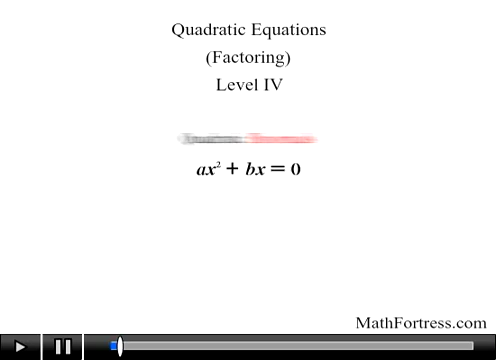 Quadratic Equations
(Factoring)
Level IV
ax² + bx = 0
MathFortress.com